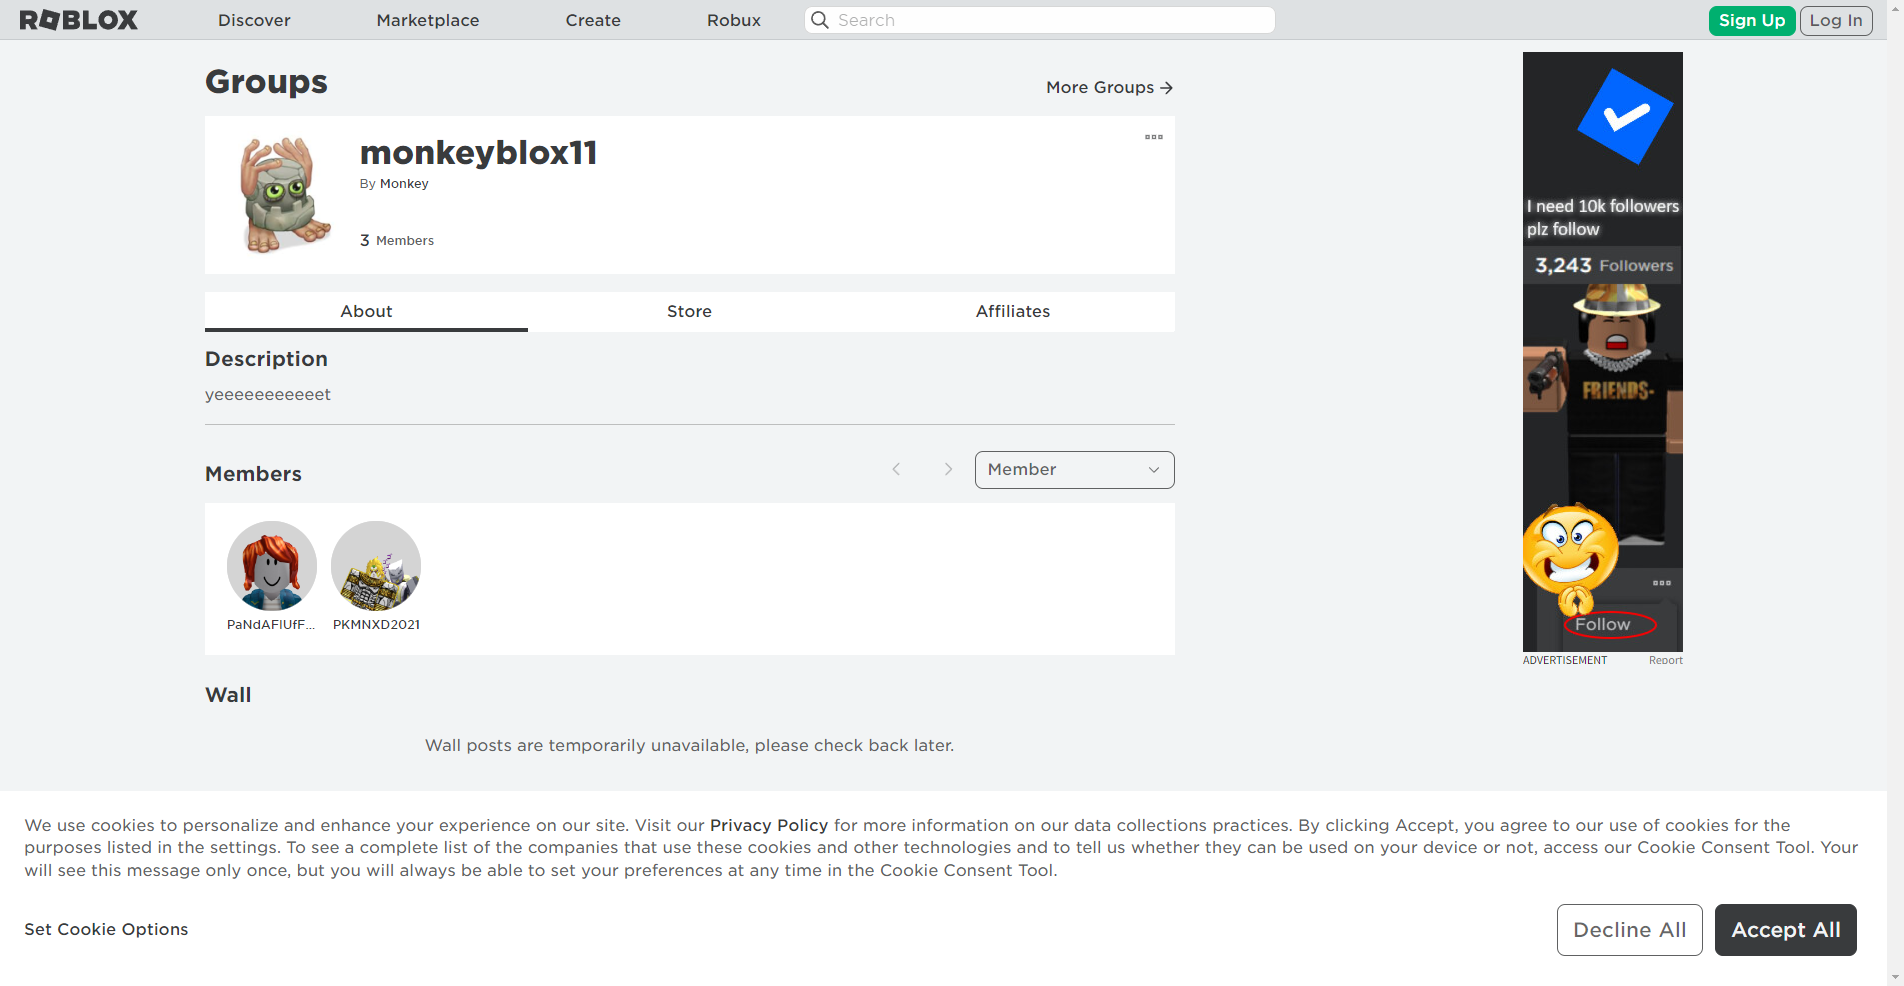 ROBLOX
Discover
Marketplace
Create
Robux
Search
Sign Up
Log In
Groups
More Groups
monkeyblox11
By Monkey
3 Members
About
Store
Affiliates
Description
yeeeeeeeeeeet
Members
Member
PaNdAFlUfF...
PKMNXD2021
Wall
Wall posts are temporarily unavailable, please check back later.
I need 10k followers
plz follow
3,243 Followers
FRIENDS-
Follow
ADVERTISEMENT
Report
We use cookies to personalize and enhance your experience on our site. Visit our Privacy Policy for more information on our data collections practices. By clicking Accept, you agree to our use of cookies for the
purposes listed in the settings. To see a complete list of the companies that use these cookies and other technologies and to tell us whether they can be used on your device or not, access our Cookie Consent Tool. Your
will see this message only once, but you will always be able to set your preferences at any time in the Cookie Consent Tool.
Set Cookie Options
Decline All
Accept All